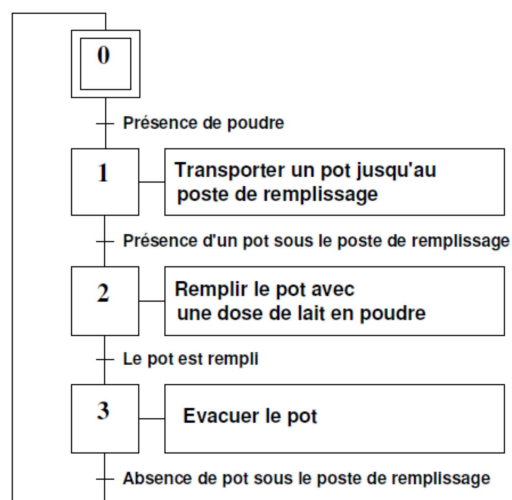 0
Présence de poudre
1
Transporter un pot jusqu'au
poste de remplissage
Présence d'un pot sous le poste de remplissage
2
Remplir le pot avec
une dose de lait en poudre
Le pot est rempli
3
Evacuer le pot
Absence de pot sous le poste de remplissage